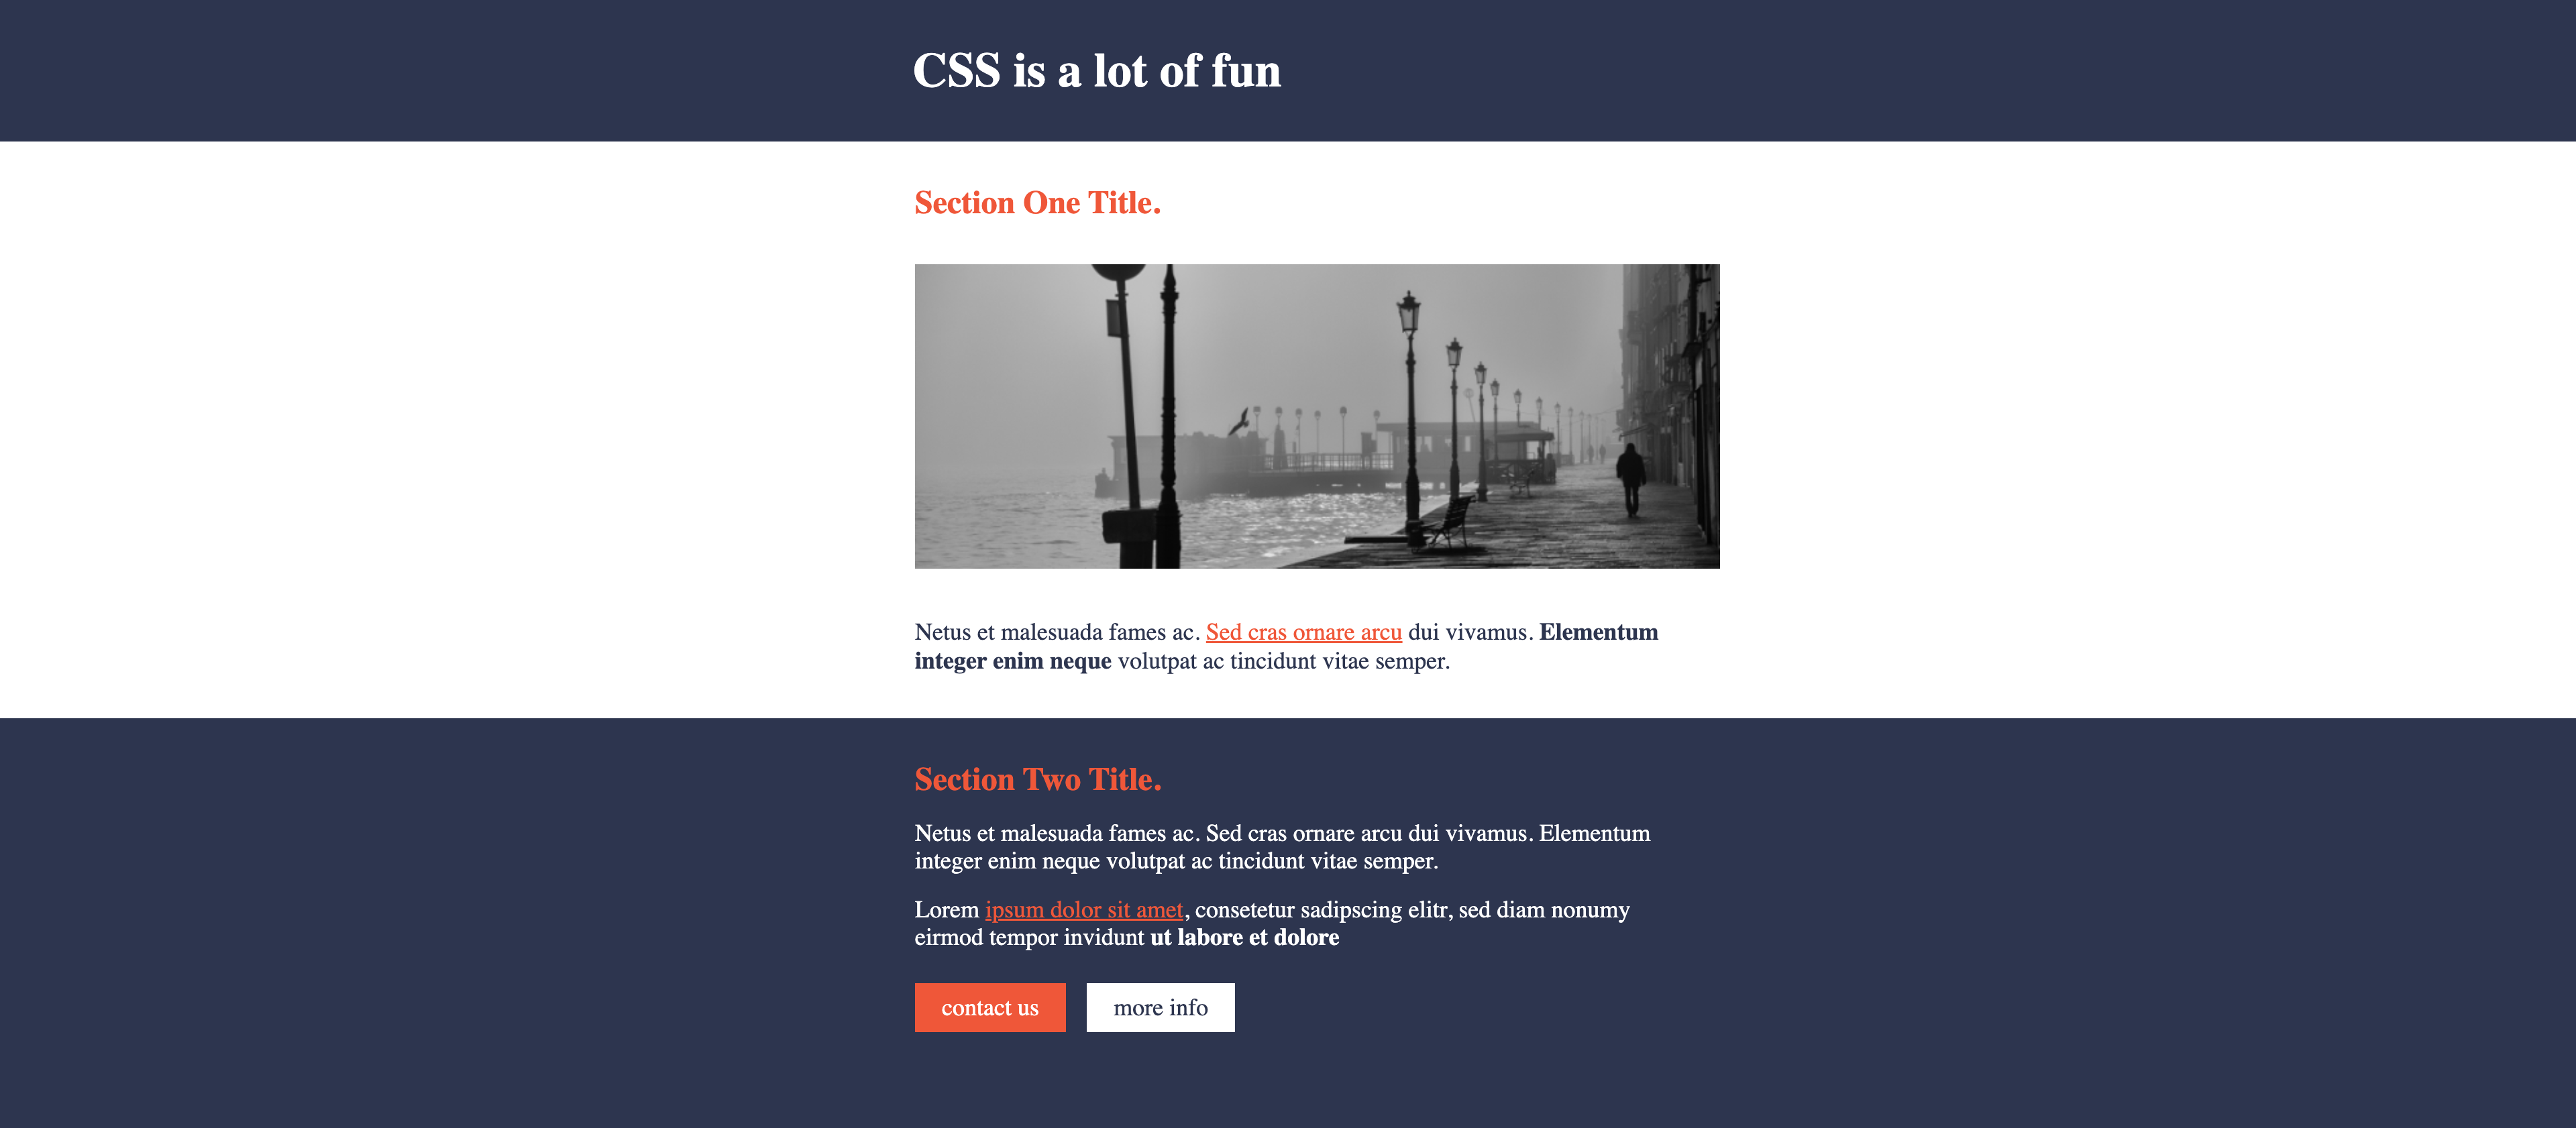 CSS is a lot of fun
Section One Title.
Netus et malesuada fames ac. Sed cras ornare arcu dui vivamus. Elementum
integer enim neque volutpat ac tincidunt vitae semper.
Section Two Title.
Netus et malesuada fames ac. Sed cras ornare arcu dui vivamus. Elementum
integer enim neque volutpat ac tincidunt vitae semper.
Lorem ipsum dolor sit amet, consetetur sadipscing elitr, sed diam nonumy
eirmod tempor invidunt ut labore et dolore
contact us
more info